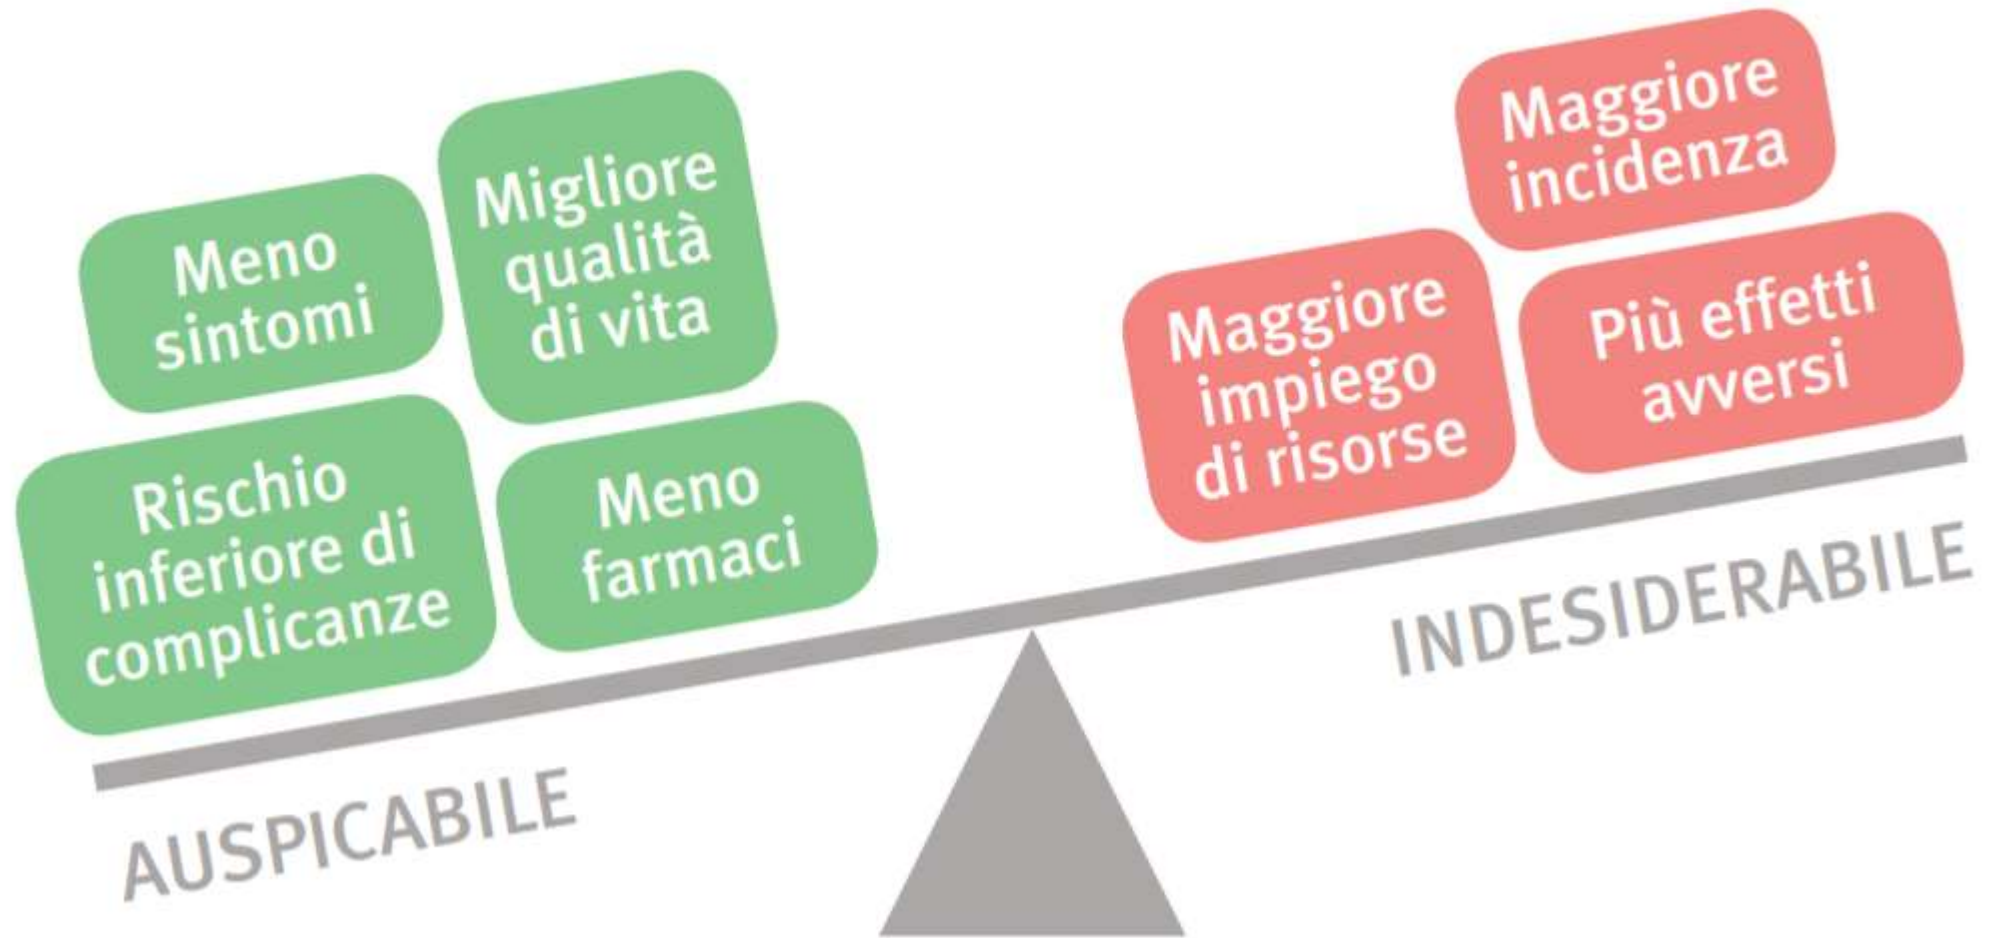 Meno
sintomi
Migliore
qualità
di vita
Rischio
inferiore di
complicanze
Meno
farmaci
AUSPICABILE
Maggiore
incidenza
Maggiore
impiego
di risorse
Più effetti
avversi
INDESIDERABILE